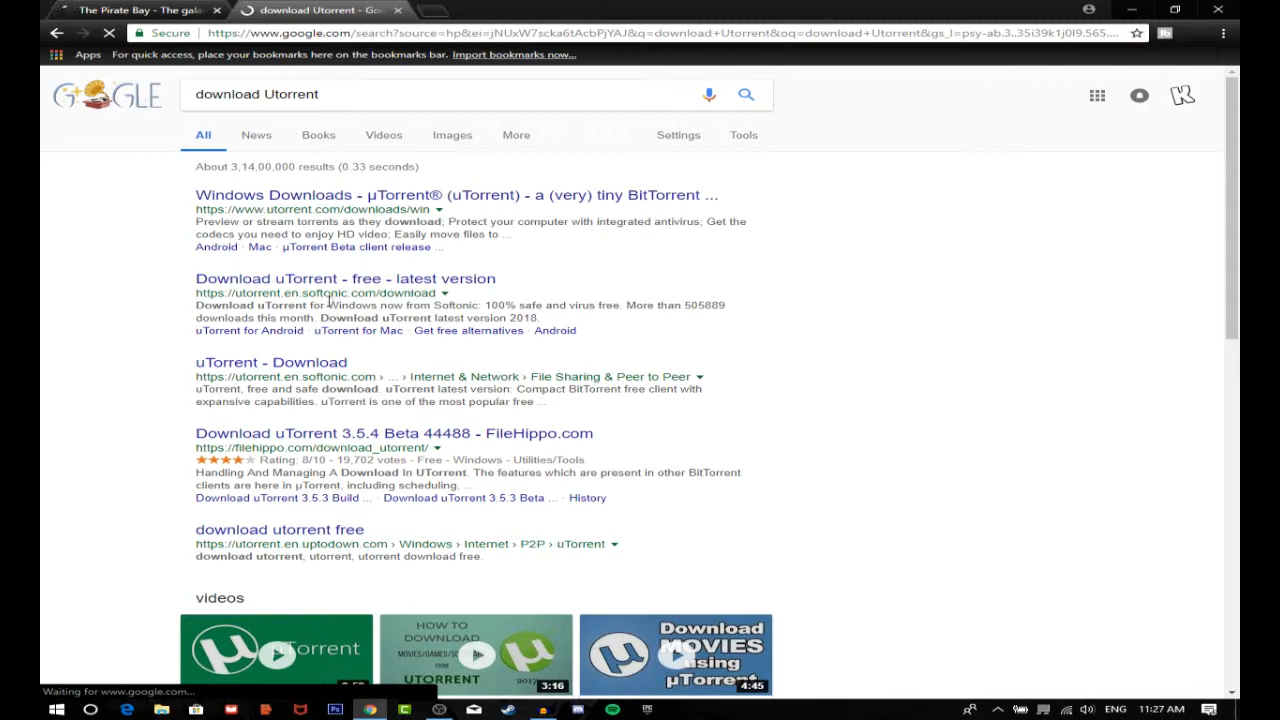 The Pirate Bay - The gala
download Utorrent - Goo
Secure
https://www.google.com/search?source=hp&ei=jNUxW7scka6tAcbPjYAJ&q=download+Utorrent&oq=download+Utorrent&gs_l=psy-ab.3..35i39k1j0l9.565....
Apps
For quick access, place your bookmarks here on the bookmarks bar. Import bookmarks now...
download Utorrent
All
News
Books
Videos
Images
More
Settings
Tools
About 3,14,00,000 results (0.33 seconds)
Windows Downloads - µTorrent® (uTorrent) - a (very) tiny BitTorrent ...
https://www.utorrent.com/downloads/win
Preview or stream torrents as they download; Protect your computer with integrated antivirus; Get the
codecs you need to enjoy HD video; Easily move files to ...
Android · Mac · µTorrent Beta client release ...
Download uTorrent - free - latest version
https://utorrent.en.softonic.com/download
Download uTorrent for Windows now from Softonic: 100% safe and virus free. More than 505889
downloads this month. Download uTorrent latest version 2018.
uTorrent for Android · uTorrent for Mac · Get free alternatives · Android
uTorrent - Download
https://utorrent.en.softonic.com › ... › Internet & Network › File Sharing & Peer to Peer
uTorrent, free and safe download. uTorrent latest version: Compact BitTorrent free client with
expansive capabilities. uTorrent is one of the most popular free ...
Download uTorrent 3.5.4 Beta 44488 - FileHippo.com
https://filehippo.com/download_utorrent/
Rating: 8/10 - 19,702 votes - Free - Windows - Utilities/Tools
Handling And Managing A Download In UTorrent. The features which are present in other BitTorrent
clients are here in µTorrent, including scheduling, ...
Download uTorrent 3.5.3 Build ... · Download uTorrent 3.5.3 Beta ... · History
download utorrent free
https://utorrent.en.uptodown.com › Windows › Internet › P2P › uTorrent
download utorrent, utorrent, utorrent download free.
videos
µTorrent
HOW TO
DOWNLOAD
FROM
UTORRENT
2017
3:16
Download
MOVIES
using
µTorrent
4:45
Waiting for www.google.com...
ENG
11:27 AM